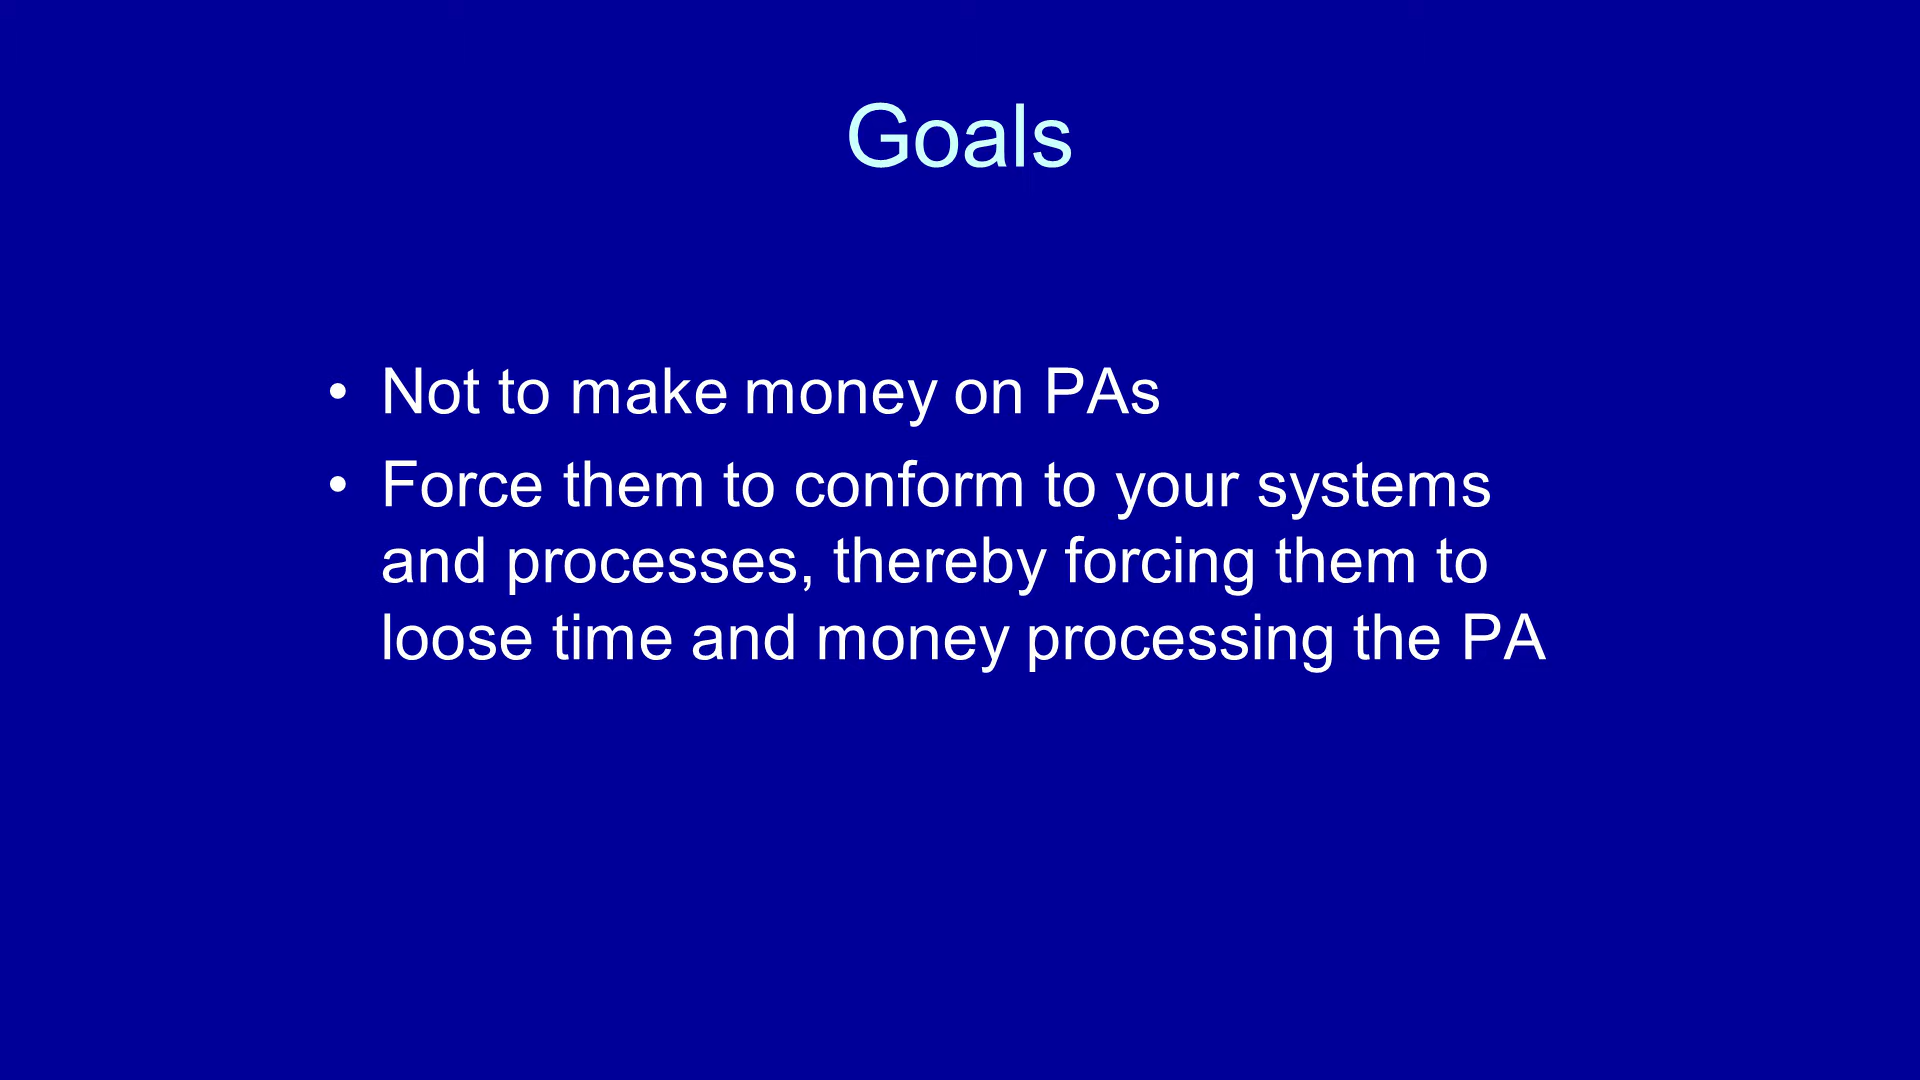 Goals
• Not to make money on PAs
• Force them to conform to your systems
and processes, thereby forcing them to
loose time and money processing the PA